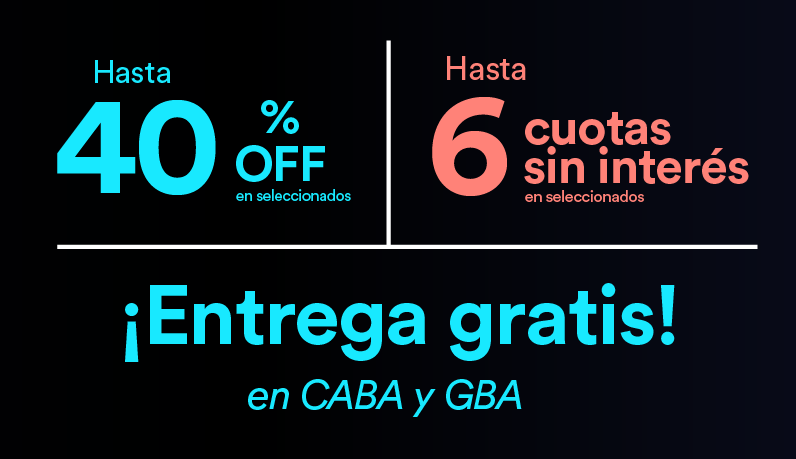 Hasta
40 % OFF
en seleccionados
Hasta
6 cuotas
sin interés
en seleccionados
¡Entrega gratis!
en CABA y GBA